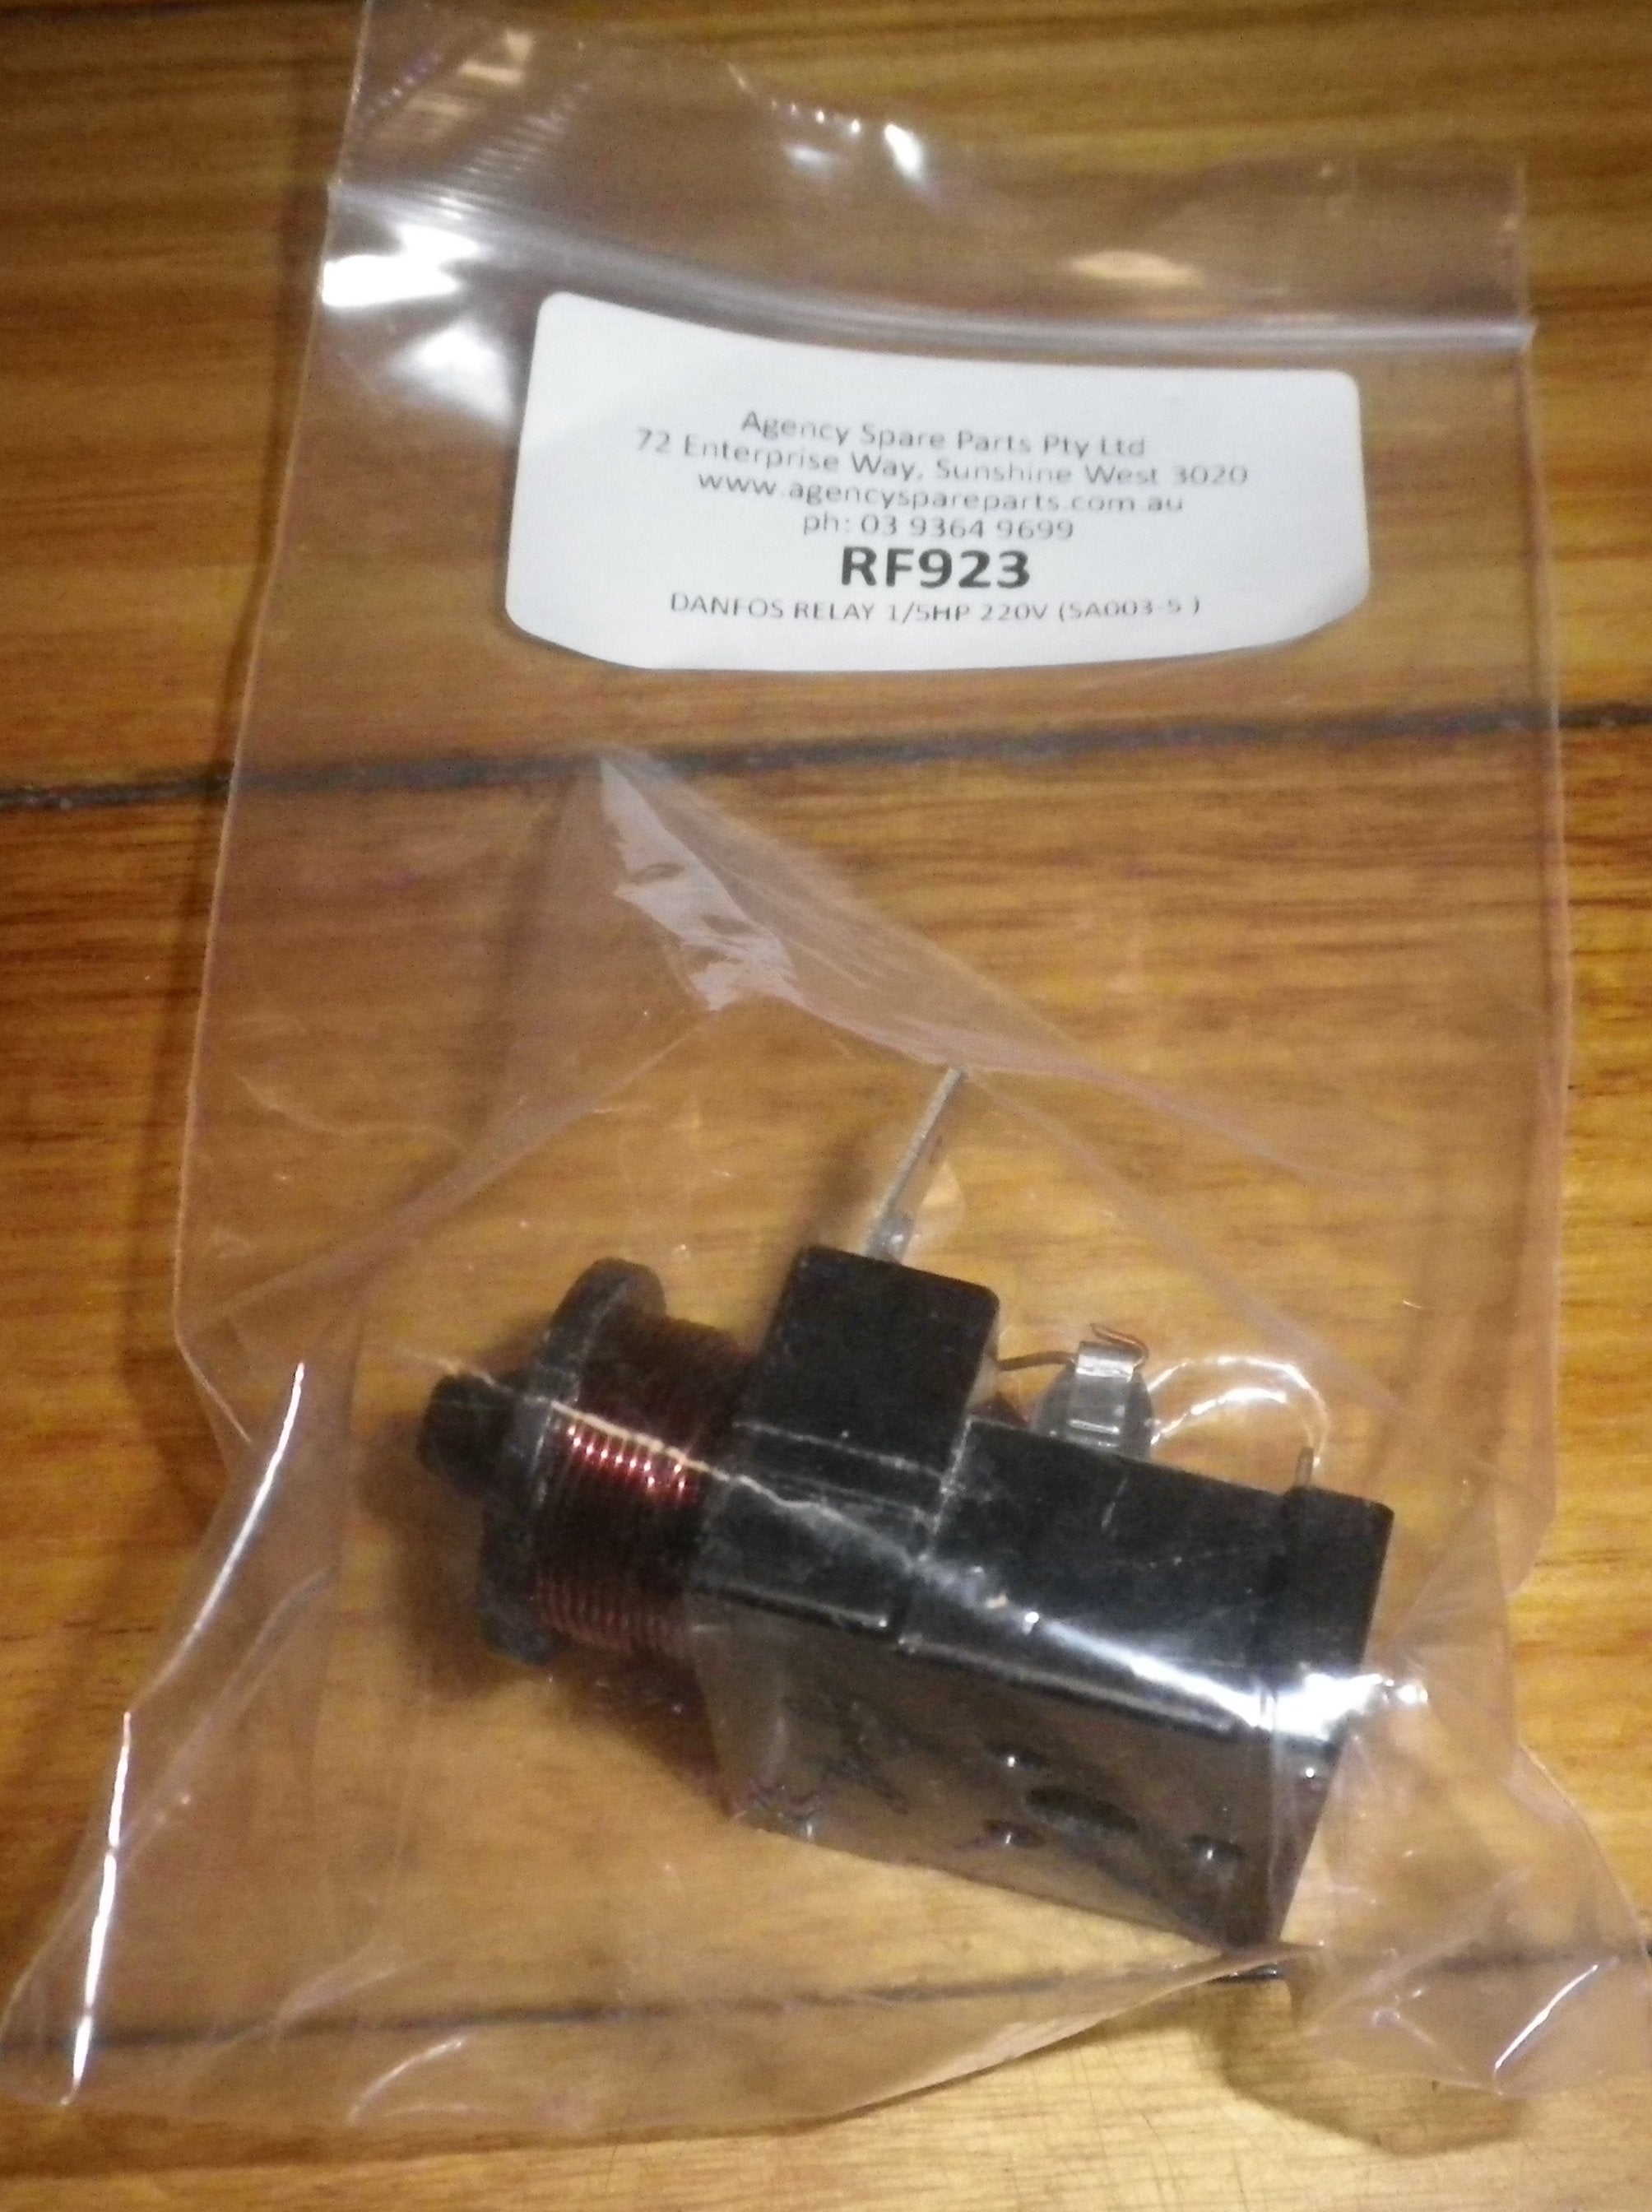 Agency Spare Parts Pty Ltd
72 Enterprise Way, Sunshine West 3020
www.agencyspareparts.com.au
ph: 03 9364 9699
RF923
DANFOS RELAY 1/5HP 220V (SA003-5 )